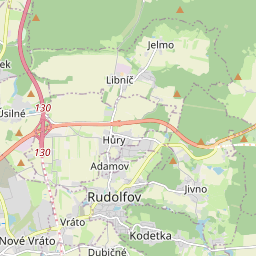 Jelmo
ek
Libníč
Úsilné
130
130
Hůry
Adamov
Rudolfov
Jivno
Vráto
Nové Vráto
Kodetka
Dubičné